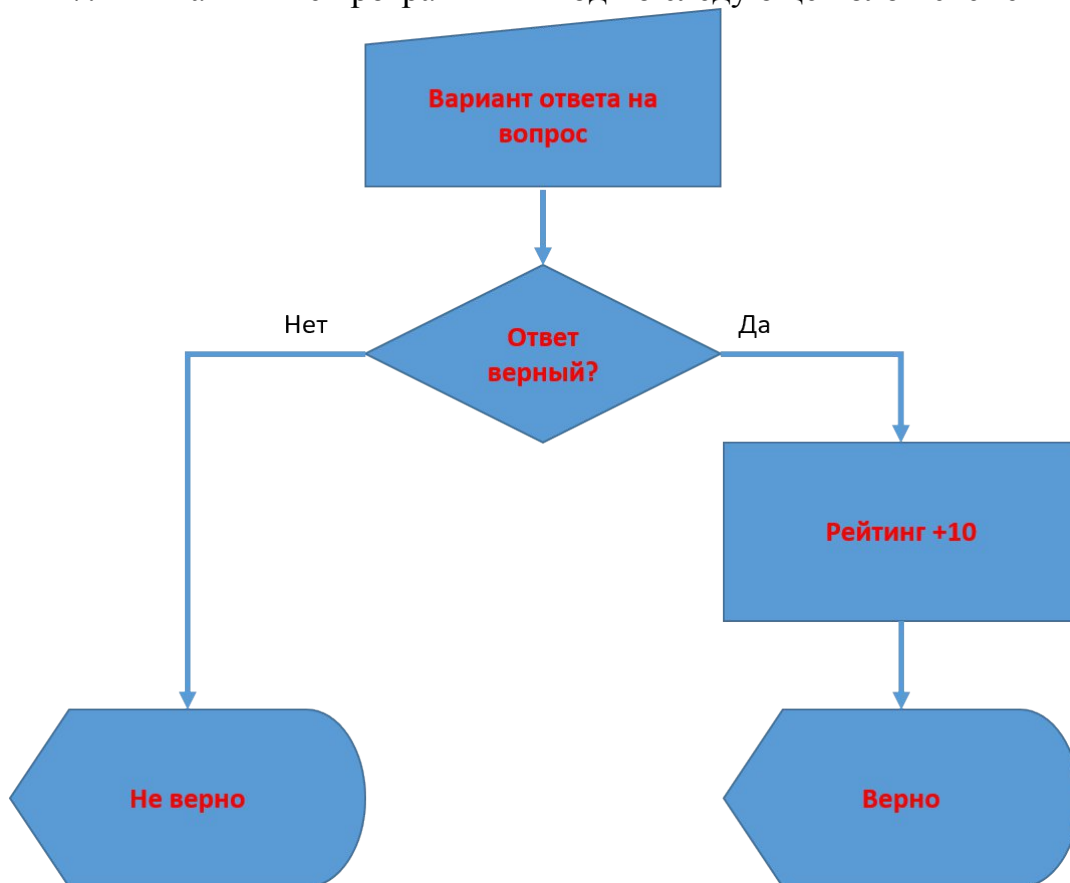 Вариант ответа на
вопрос
Нет
Ответ
верный?
Да
Рейтинг +10
Не верно
Верно